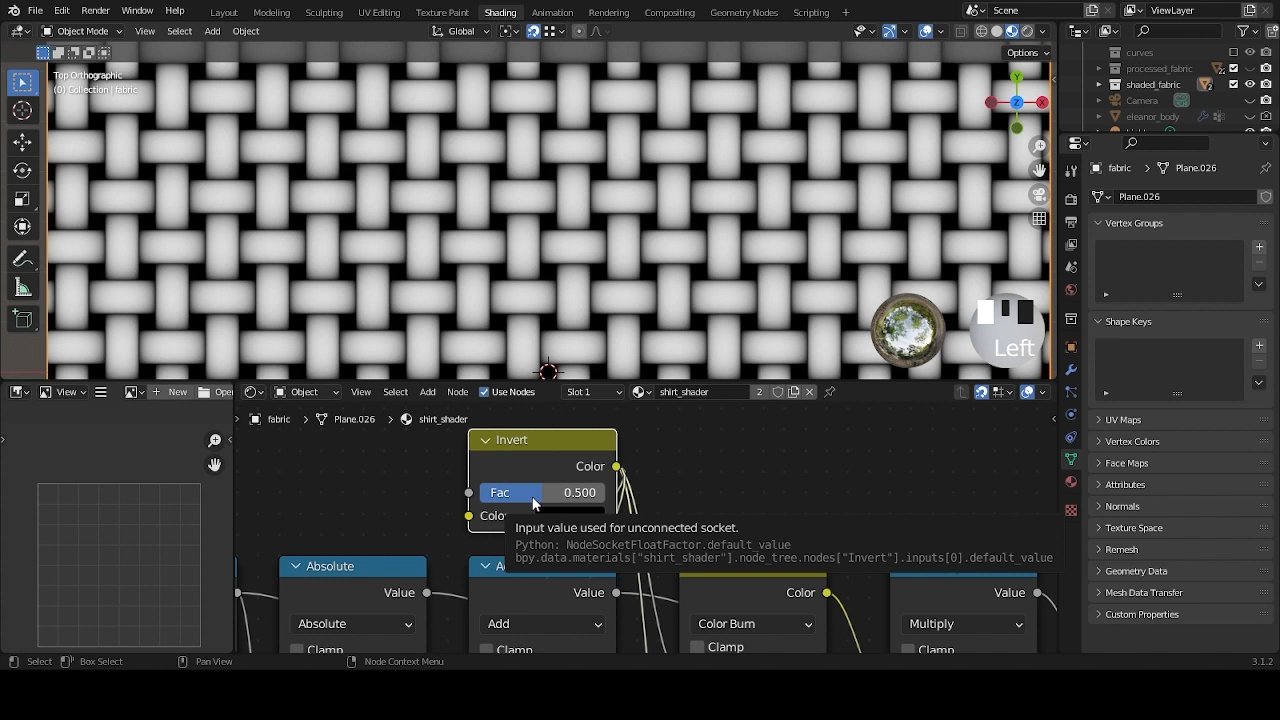 File Edit Render Window Help Layout Modeling Sculpting UV Editing Texture Paint Shading Animation Rendering Compositing Geometry Nodes Scripting + Scene ViewLayer
Object Mode View Select Add Object Global
Options
Top Orthographic
(0) Collection | fabric
Y
X
Z
curves
processed_fabric
shaded_fabric
Camera
eleanor_body
fabric Plane.026
Plane.026
Vertex Groups
Shape Keys
Left
View New Open Object View Select Add Node Use Nodes Slot 1 shirt_shader 2
fabric Plane.026 shirt_shader
Invert
Color
Fac 0.500
Input value used for unconnected socket.
Python: NodeSocketFloatFactor.default_value
bpy.data.materials["shirt_shader"].node_tree.nodes["Invert"].inputs[0].default_value
Absolute
Value Value Color Value
Absolute Add Color Burn Multiply
Clamp Clamp Clamp Clamp
UV Maps
Vertex Colors
Face Maps
Attributes
Normals
Texture Space
Remesh
Geometry Data
Mesh Data Transfer
Custom Properties
Select Box Select Pan View Node Context Menu 3.1.2